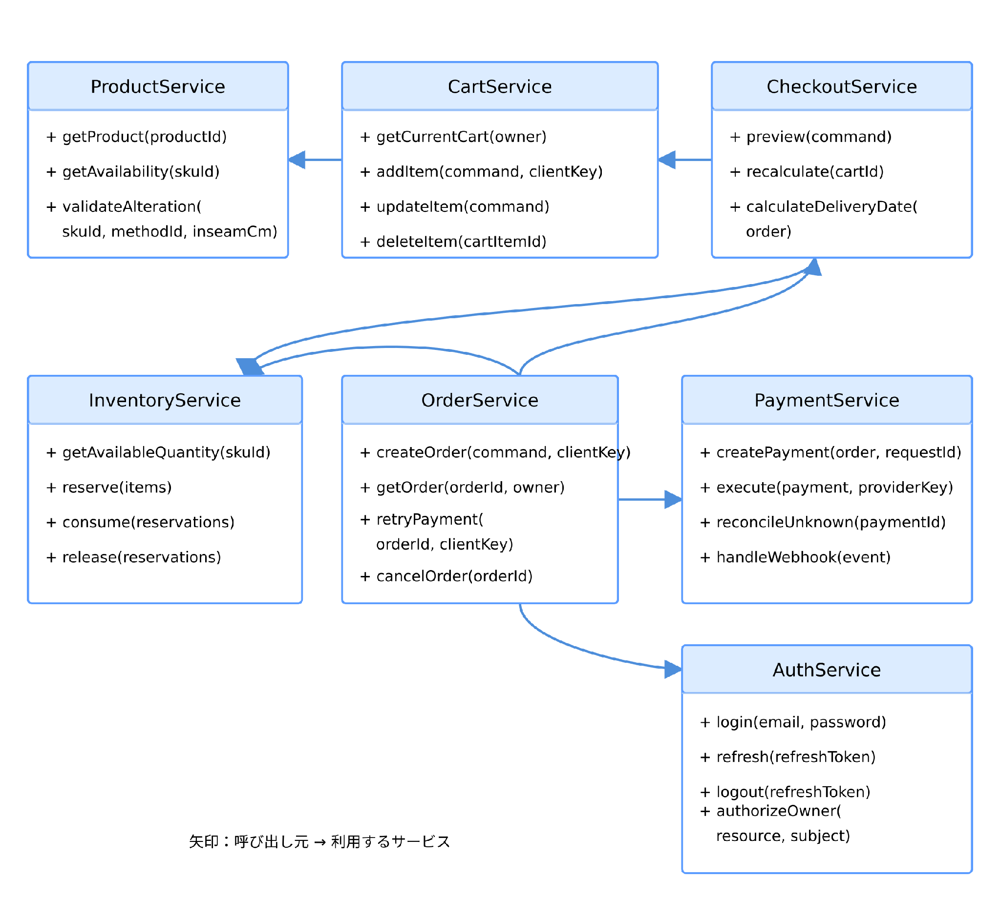 ProductService
+ getProduct(productId)
+ getAvailability(skuId)
+ validateAlteration(
skuId, methodId, inseamCm)
CartService
+ getCurrentCart(owner)
+ addItem(command, clientKey)
+ updateItem(command)
+ deleteItem(cartItemId)
CheckoutService
+ preview(command)
+ recalculate(cartId)
+ calculateDeliveryDate(
order)
InventoryService
+ getAvailableQuantity(skuId)
+ reserve(items)
+ consume(reservations)
+ release(reservations)
OrderService
+ createOrder(command, clientKey)
+ getOrder(orderId, owner)
+ retryPayment(
orderId, clientKey)
+ cancelOrder(orderId)
PaymentService
+ createPayment(order, requestId)
+ execute(payment, providerKey)
+ reconcileUnknown(paymentId)
+ handleWebhook(event)
AuthService
+ login(email, password)
+ refresh(refreshToken)
+ logout(refreshToken)
+ authorizeOwner(
resource, subject)
矢印：呼び出し元 → 利用するサービス